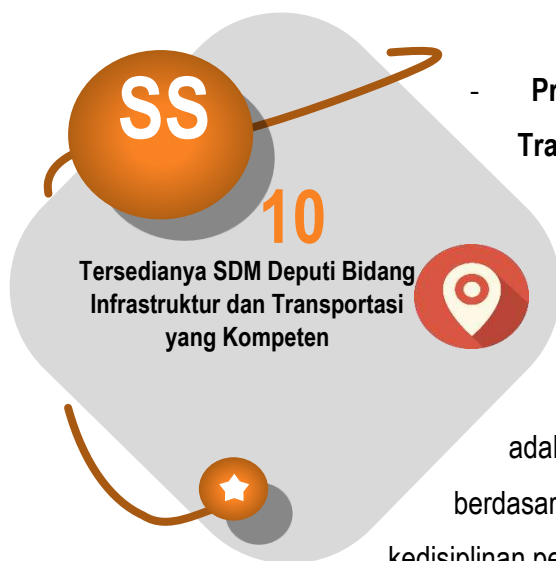 SS
10
Tersedianya SDM Deputi Bidang
Infrastruktur dan Transportasi
yang Kompeten
-